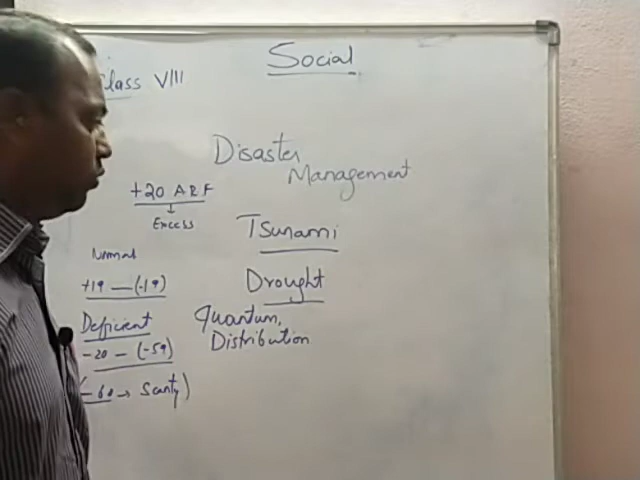 Social
Class VIII
Disaster
Management
+20 ARF
Excess
Tsunami
Normal
+19 — (-19)
Drought
Deficient
Quantum,
Distribution
-20 - (-59)
(-60 → Scanty)